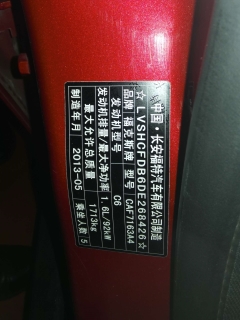 中国·长安福特汽车有限公司制造
★LVSHCFDB6DE268426★
品牌 福克斯牌 型号 CAF7163A4
发动机型号 C6
发动机排量/最大净功率 1.6L/92kW
最大允许总质量 1713kg
制造年月 2013-05 乘坐人数 5